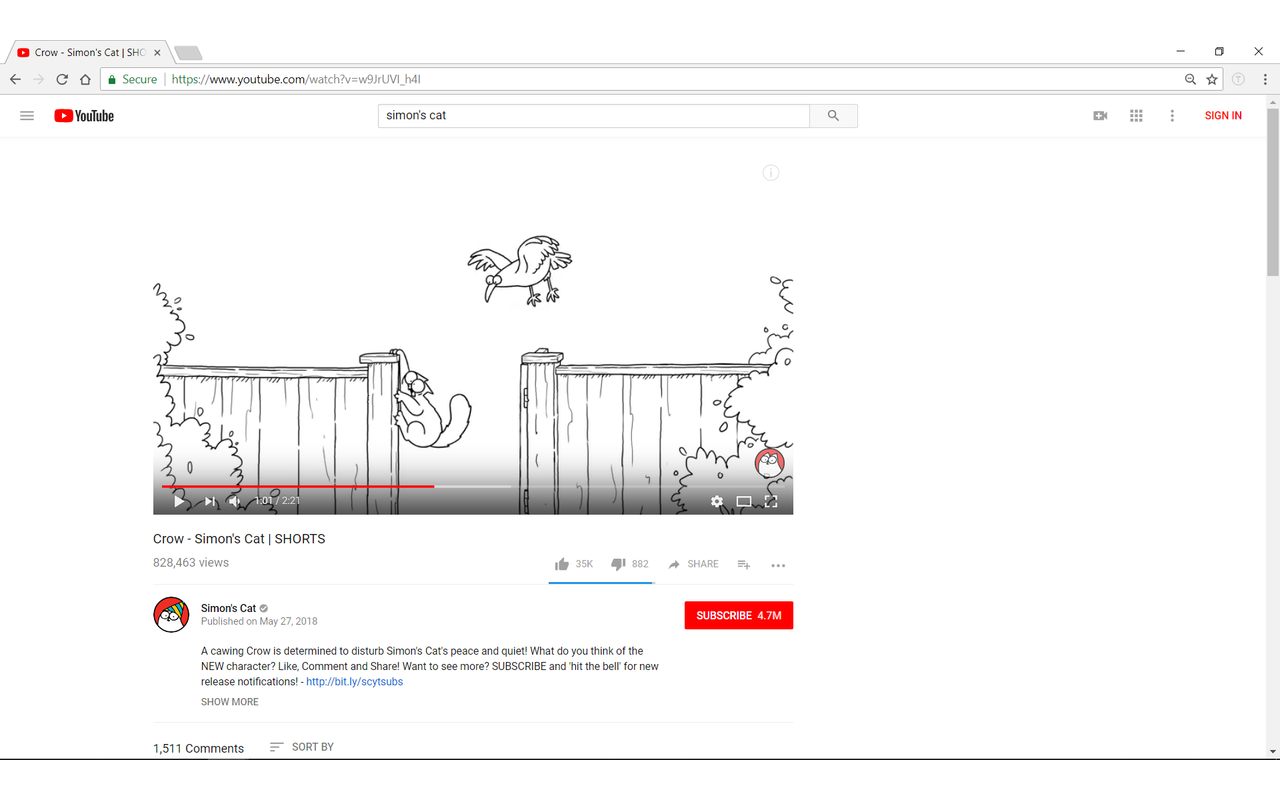 Crow - Simon's Cat | SHO
Secure https://www.youtube.com/watch?v=w9JrUVI_h4I
YouTube
simon's cat
SIGN IN
1:01 / 2:21
Crow - Simon's Cat | SHORTS
828,463 views
35K 882 SHARE
Simon's Cat
Published on May 27, 2018
SUBSCRIBE 4.7M
A cawing Crow is determined to disturb Simon's Cat's peace and quiet! What do you think of the
NEW character? Like, Comment and Share! Want to see more? SUBSCRIBE and 'hit the bell' for new
release notifications! - http://bit.ly/scytsubs
SHOW MORE
1,511 Comments SORT BY